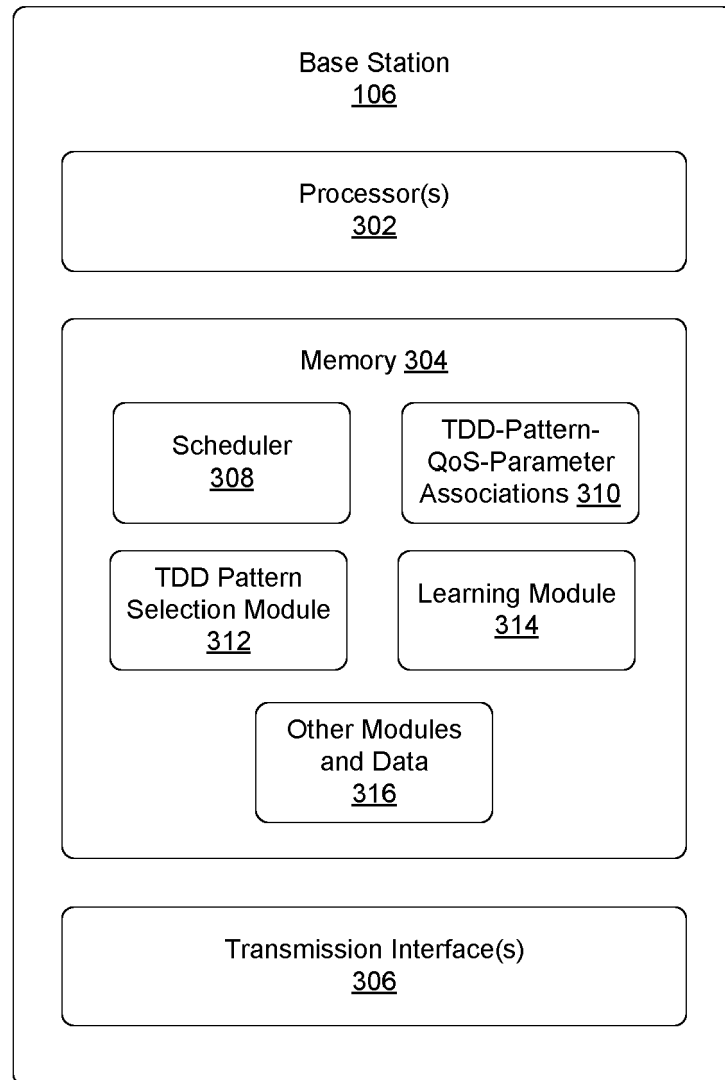 Base Station
106
Processor(s)
302
Memory 304
Scheduler
308
TDD-Pattern-
QoS-Parameter
Associations 310
TDD Pattern
Selection Module
312
Learning Module
314
Other Modules
and Data
316
Transmission Interface(s)
306